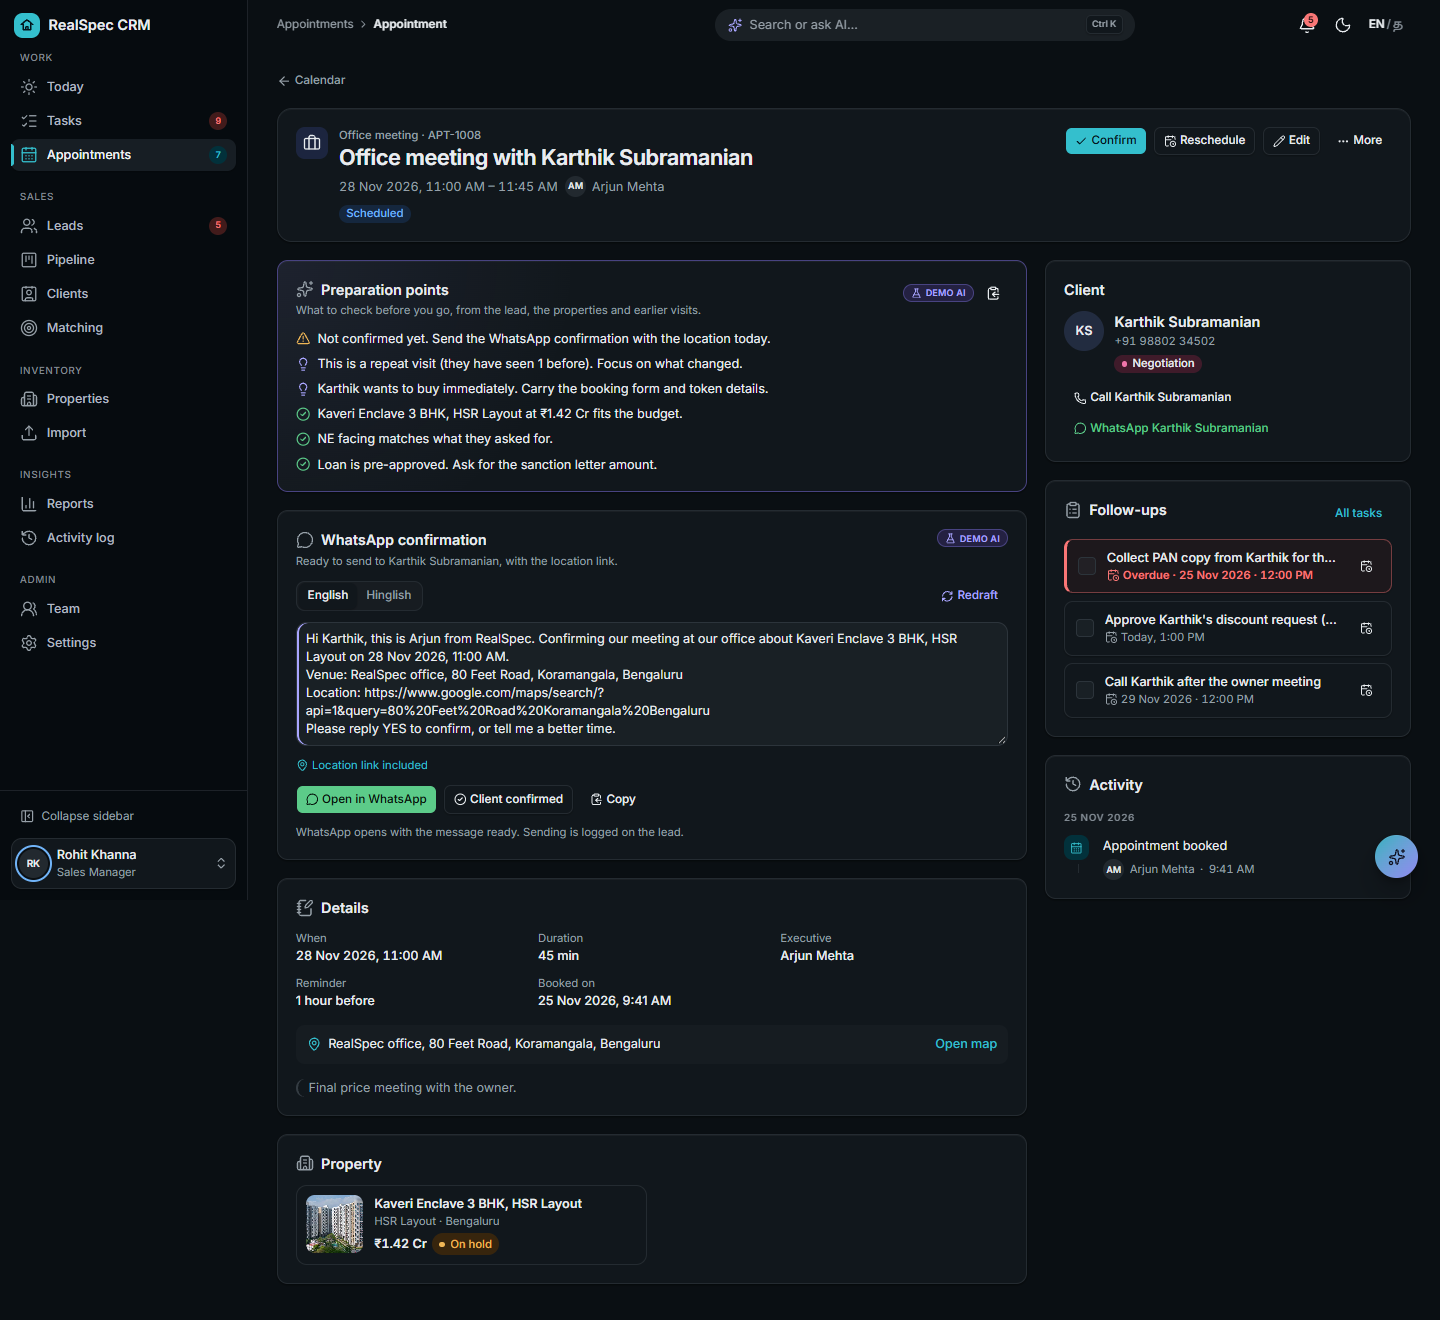 RealSpec CRM
WORK
Today
Tasks 9
Appointments 7
SALES
Leads 5
Pipeline
Clients
Matching
INVENTORY
Properties
Import
INSIGHTS
Reports
Activity log
ADMIN
Team
Settings
Collapse sidebar
RK
Rohit Khanna
Sales Manager
Appointments > Appointment
Search or ask AI... Ctrl K
5
EN / த
Calendar
Office meeting · APT-1008
Office meeting with Karthik Subramanian
28 Nov 2026, 11:00 AM – 11:45 AM AM Arjun Mehta
Scheduled
Confirm Reschedule Edit More
Preparation points
DEMO AI
What to check before you go, from the lead, the properties and earlier visits.
Not confirmed yet. Send the WhatsApp confirmation with the location today.
This is a repeat visit (they have seen 1 before). Focus on what changed.
Karthik wants to buy immediately. Carry the booking form and token details.
Kaveri Enclave 3 BHK, HSR Layout at ₹1.42 Cr fits the budget.
NE facing matches what they asked for.
Loan is pre-approved. Ask for the sanction letter amount.
WhatsApp confirmation
DEMO AI
Ready to send to Karthik Subramanian, with the location link.
English Hinglish
Redraft
Hi Karthik, this is Arjun from RealSpec. Confirming our meeting at our office about Kaveri Enclave 3 BHK, HSR
Layout on 28 Nov 2026, 11:00 AM.
Venue: RealSpec office, 80 Feet Road, Koramangala, Bengaluru
Location: https://www.google.com/maps/search/?
api=1&query=80%20Feet%20Road%20Koramangala%20Bengaluru
Please reply YES to confirm, or tell me a better time.
Location link included
Open in WhatsApp Client confirmed Copy
WhatsApp opens with the message ready. Sending is logged on the lead.
Details
When
28 Nov 2026, 11:00 AM
Duration
45 min
Executive
Arjun Mehta
Reminder
1 hour before
Booked on
25 Nov 2026, 9:41 AM
RealSpec office, 80 Feet Road, Koramangala, Bengaluru
Open map
Final price meeting with the owner.
Property
Kaveri Enclave 3 BHK, HSR Layout
HSR Layout · Bengaluru
₹1.42 Cr On hold
Client
KS
Karthik Subramanian
+91 98802 34502
Negotiation
Call Karthik Subramanian
WhatsApp Karthik Subramanian
Follow-ups
All tasks
Collect PAN copy from Karthik for th...
Overdue · 25 Nov 2026 · 12:00 PM
Approve Karthik's discount request (...
Today, 1:00 PM
Call Karthik after the owner meeting
29 Nov 2026 · 12:00 PM
Activity
25 NOV 2026
Appointment booked
AM Arjun Mehta · 9:41 AM